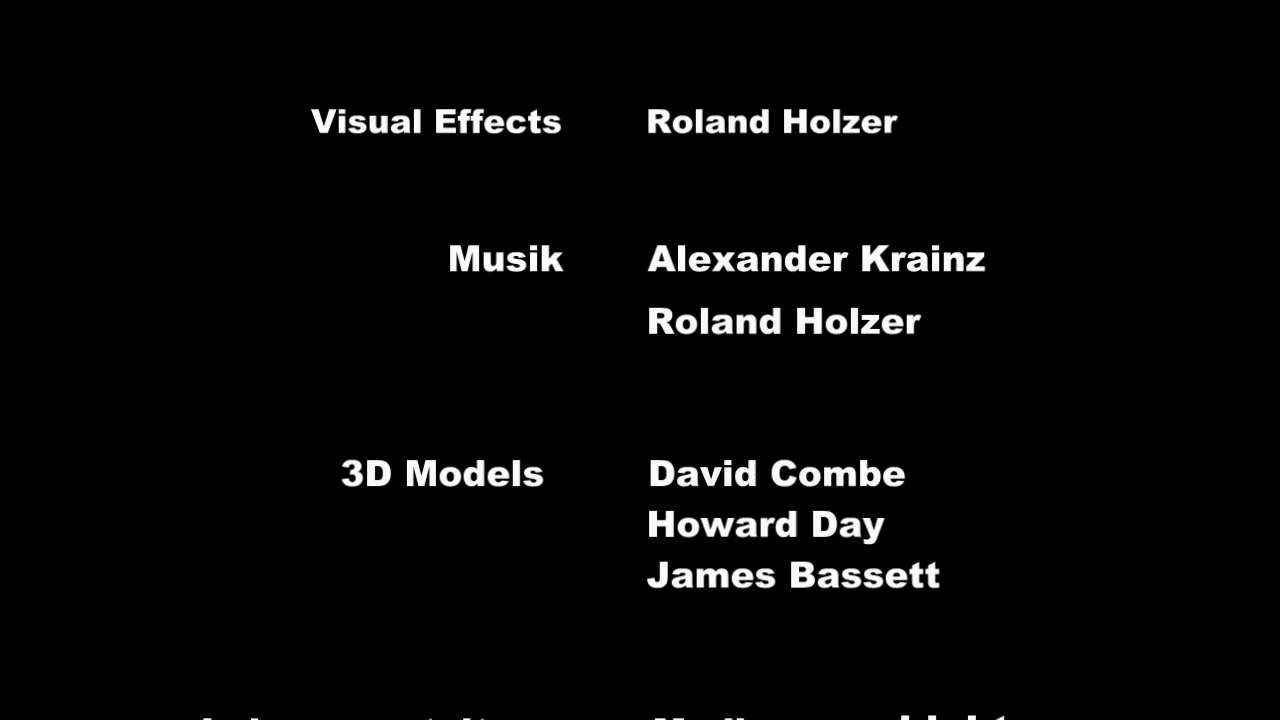 Visual Effects Roland Holzer
Musik Alexander Krainz
Roland Holzer
3D Models David Combe
Howard Day
James Bassett